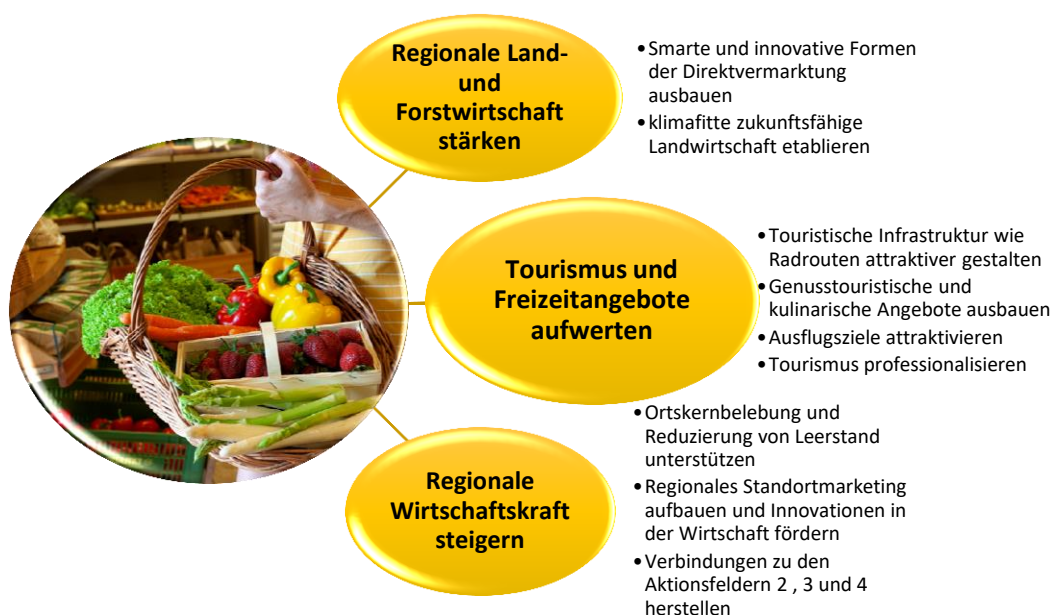 Regionale Land-
und
Forstwirtschaft
stärken
•Smarte und innovative Formen
der Direktvermarktung
ausbauen
•klimafitte zukunftsfähige
Landwirtschaft etablieren
Tourismus und
Freizeitangebote
aufwerten
•Touristische Infrastruktur wie
Radrouten attraktiver gestalten
•Genusstouristische und
kulinarische Angebote ausbauen
•Ausflugsziele attraktivieren
•Tourismus professionalisieren
Regionale
Wirtschaftskraft
steigern
•Ortskernbelebung und
Reduzierung von Leerstand
unterstützen
•Regionales Standortmarketing
aufbauen und Innovationen in
der Wirtschaft fördern
•Verbindungen zu den
Aktionsfeldern 2 , 3 und 4
herstellen